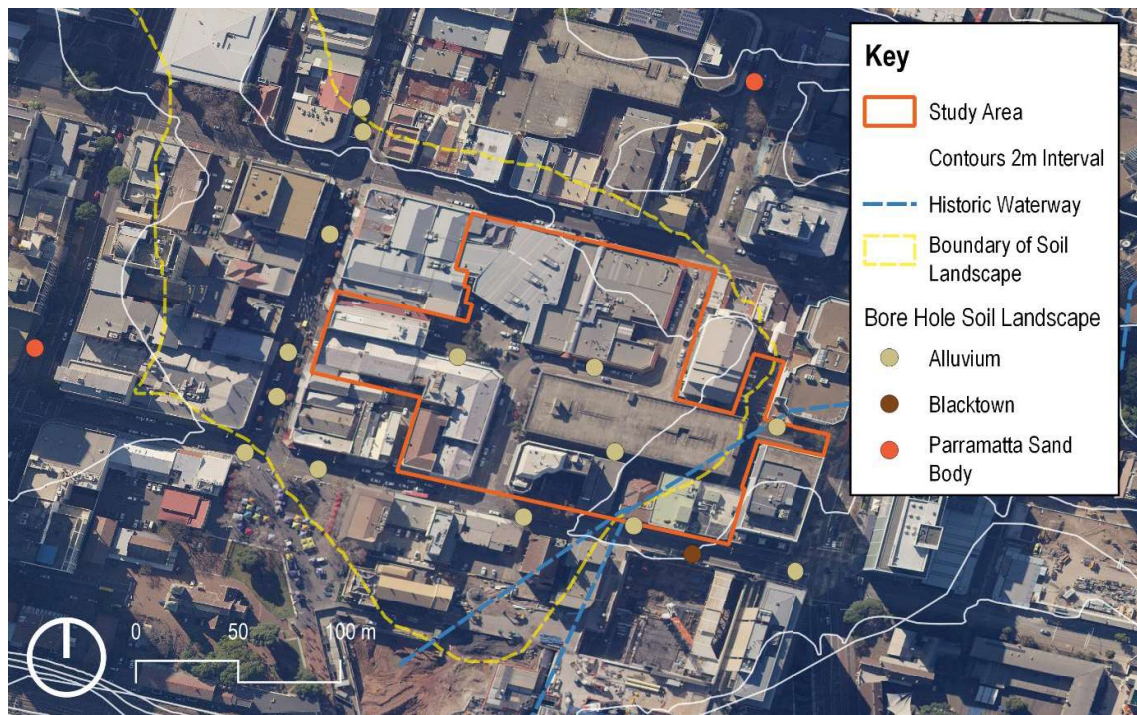 Key
Study Area
Contours 2m Interval
Historic Waterway
Boundary of Soil
Landscape
Bore Hole Soil Landscape
Alluvium
Blacktown
Parramatta Sand
Body
0 50 100 m